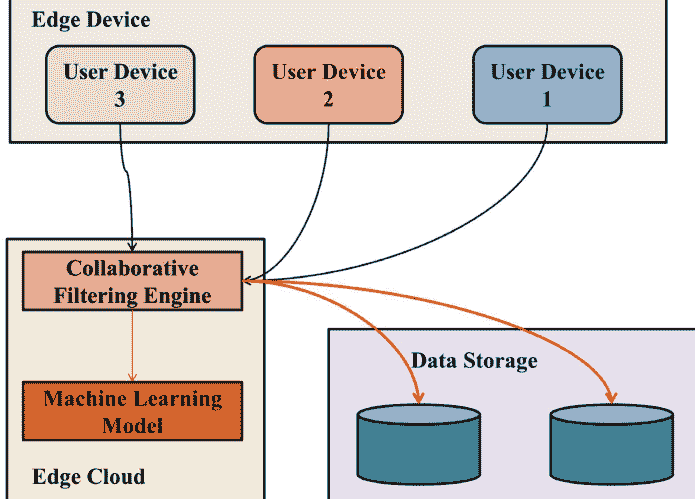 Edge Device
User Device
3
User Device
2
User Device
1
Collaborative
Filtering Engine
Data Storage
Machine Learning
Model
Edge Cloud